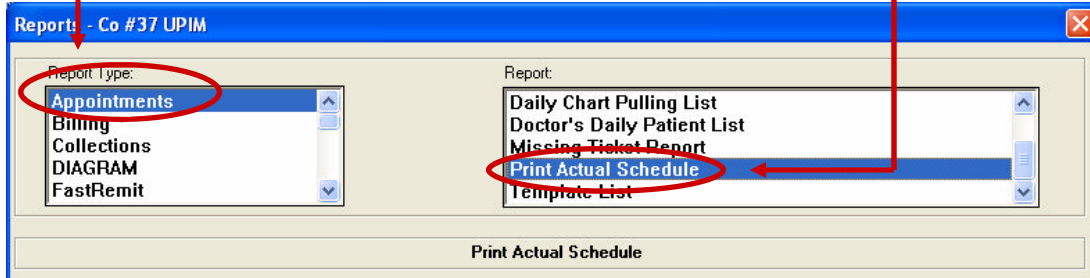 Reports - Co #37 UPIM
Report Type:
Appointments
Billing
Collections
DIAGRAM
FastRemit
Report:
Daily Chart Pulling List
Doctor's Daily Patient List
Missing Ticket Report
Print Actual Schedule
Template List
Print Actual Schedule